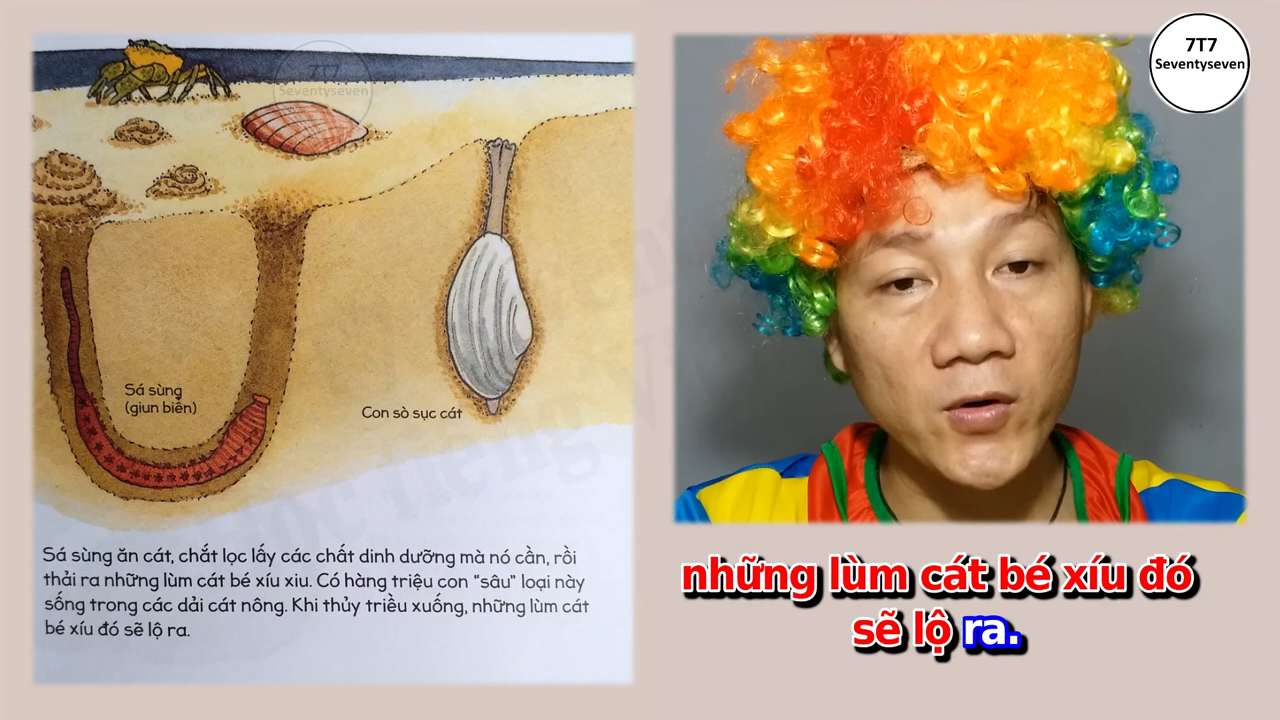 7T7
Seventyseven
Sá sùng
(giun biển)
Con sò sục cát
Sá sùng ăn cát, chắt lọc lấy các chất dinh dưỡng mà nó cần, rồi
thải ra những lùm cát bé xíu xiu. Có hàng triệu con “sâu” loại này
sống trong các dải cát nông. Khi thủy triều xuống, những lùm cát
bé xíu đó sẽ lộ ra.
7T7
Seventyseven
những lùm cát bé xíu đó
sẽ lộ ra.